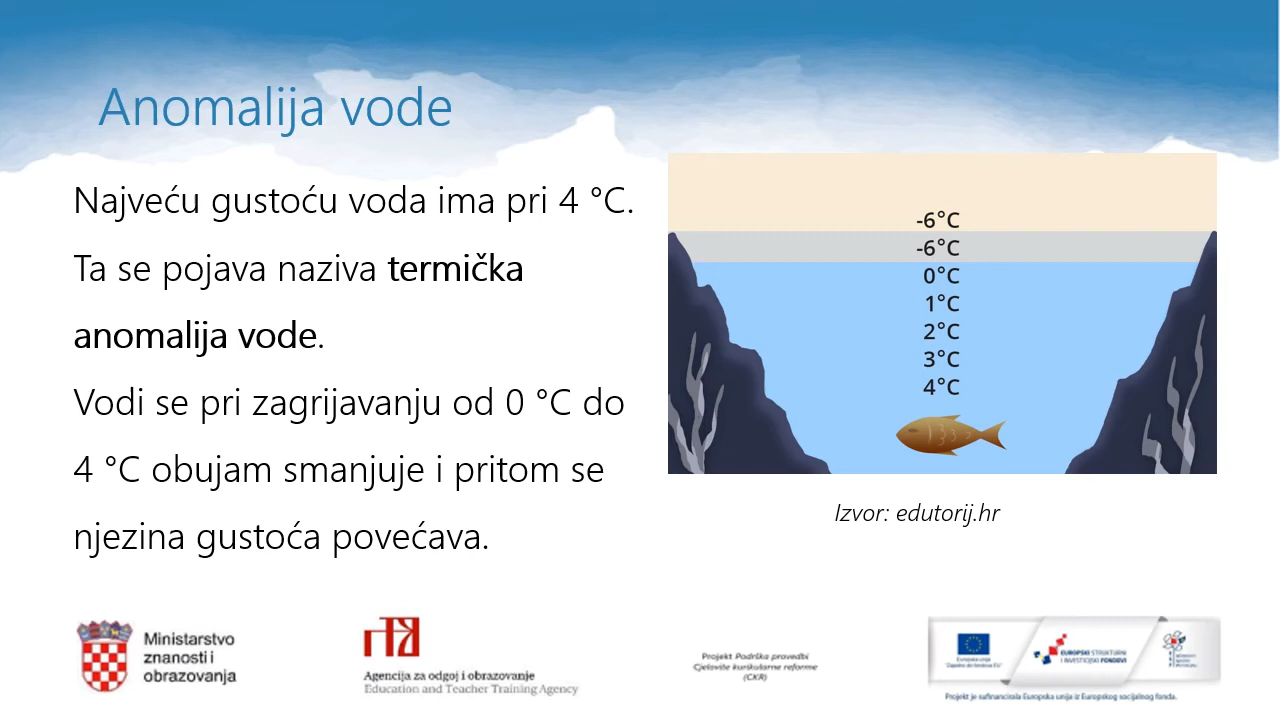 Anomalija vode
Najveću gustoću voda ima pri 4 °C.
Ta se pojava naziva termička
anomalija vode.
Vodi se pri zagrijavanju od 0 °C do
4 °C obujam smanjuje i pritom se
njezina gustoća povećava.
-6°C
-6°C
0°C
1°C
2°C
3°C
4°C
Izvor: edutorij.hr
Ministarstvo
znanosti i
obrazovanja
Agencija za odgoj i obrazovanje
Education and Teacher Training Agency
Projekt Podrška provedbi
Cjelovite kurikularne reforme
(CKR)
Europska unija
EUROPSKI STRUKTURNI
I INVESTICIJSKI FONDOVI
Projekt je sufinancirala Europska unija iz Europskog socijalnog fonda.